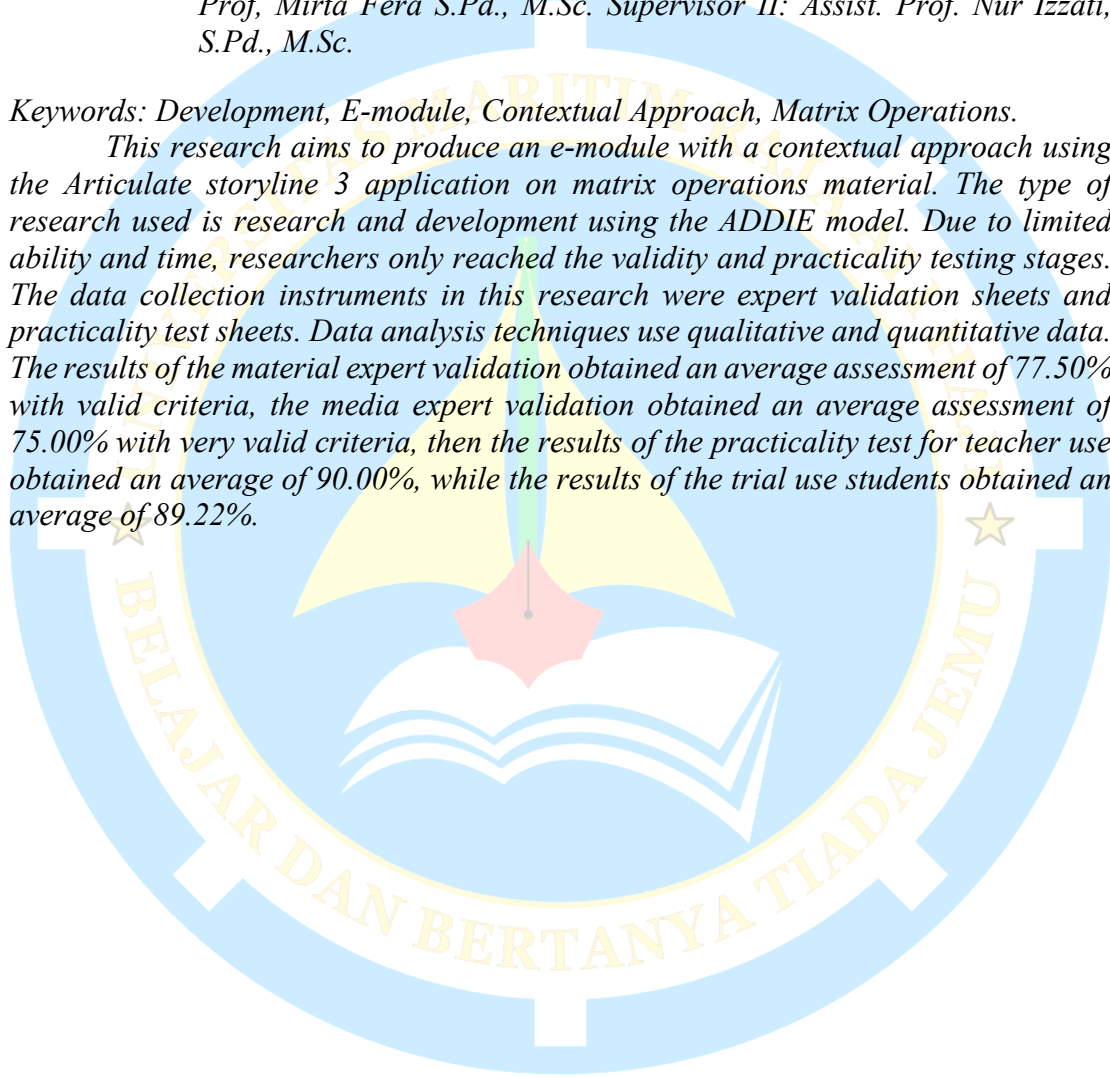 Prof, Mirta Fera S.Pd., M.Sc. Supervisor II: Assist. Prof. Nur Izzati,
S.Pd., M.Sc.
Keywords: Development, E-module, Contextual Approach, Matrix Operations.
This research aims to produce an e-module with a contextual approach using
the Articulate storyline 3 application on matrix operations material. The type of
research used is research and development using the ADDIE model. Due to limited
ability and time, researchers only reached the validity and practicality testing stages.
The data collection instruments in this research were expert validation sheets and
practicality test sheets. Data analysis techniques use qualitative and quantitative data.
The results of the material expert validation obtained an average assessment of 77.50%
with valid criteria, the media expert validation obtained an average assessment of
75.00% with very valid criteria, then the results of the practicality test for teacher use
obtained an average of 90.00%, while the results of the trial use students obtained an
average of 89.22%.
UNIVERSITAS MARITIM RAJA ALI HAJI
BELAJAR DAN BERTANYA TIADA JEMU